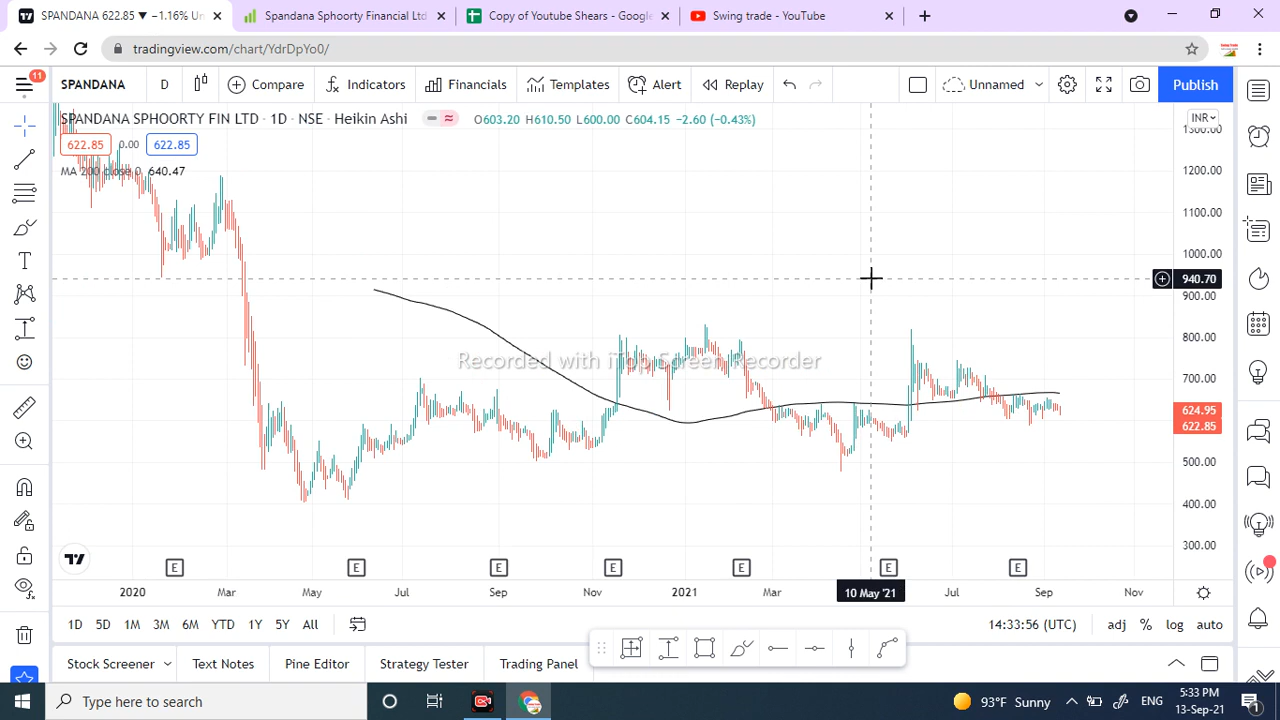 SPANDANA 622.85 ▼ −1.16% Un
Spandana Sphoorty Financial Ltd
Copy of Youtube Shears - Google
Swing trade - YouTube
tradingview.com/chart/YdrDpYo0/
11
SPANDANA
D
Compare
Indicators
Financials
Templates
Alert
Replay
Unnamed
Publish
SPANDANA SPHOORTY FIN LTD · 1D · NSE · Heikin Ashi
O603.20 H610.50 L600.00 C604.15 −2.60 (−0.43%)
INR
622.85
0.00
622.85
MA 200 close 0 640.47
1300.00
1200.00
1100.00
1000.00
940.70
900.00
800.00
700.00
624.95
622.85
500.00
400.00
300.00
Recorded with iTop Screen Recorder
E
E
E
E
E
E
E
2020
Mar
May
Jul
Sep
Nov
2021
Mar
10 May '21
Jul
Sep
Nov
1D
5D
1M
3M
6M
YTD
1Y
5Y
All
14:33:56 (UTC)
adj
%
log
auto
Stock Screener
Text Notes
Pine Editor
Strategy Tester
Trading Panel
Type here to search
93°F Sunny
ENG
5:33 PM
13-Sep-21
1